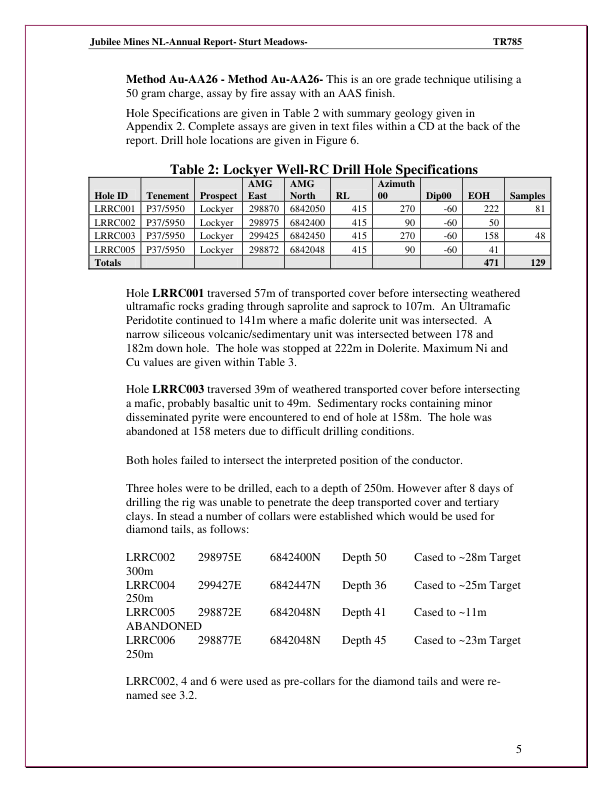 Jubilee Mines NL-Annual Report- Sturt Meadows- TR785
Method Au-AA26 - Method Au-AA26- This is an ore grade technique utilising a
50 gram charge, assay by fire assay with an AAS finish.
Hole Specifications are given in Table 2 with summary geology given in
Appendix 2. Complete assays are given in text files within a CD at the back of the
report. Drill hole locations are given in Figure 6.
Table 2: Lockyer Well-RC Drill Hole Specifications
Hole ID Tenement Prospect AMG East AMG North RL Azimuth 00 Dip00 EOH Samples
LRRC001 P37/5950 Lockyer 298870 6842050 415 270 -60 222 81
LRRC002 P37/5950 Lockyer 298975 6842400 415 90 -60 50
LRRC003 P37/5950 Lockyer 299425 6842450 415 270 -60 158 48
LRRC005 P37/5950 Lockyer 298872 6842048 415 90 -60 41
Totals 471 129
Hole LRRC001 traversed 57m of transported cover before intersecting weathered
ultramafic rocks grading through saprolite and saprock to 107m. An Ultramafic
Peridotite continued to 141m where a mafic dolerite unit was intersected. A
narrow siliceous volcanic/sedimentary unit was intersected between 178 and
182m down hole. The hole was stopped at 222m in Dolerite. Maximum Ni and
Cu values are given within Table 3.
Hole LRRC003 traversed 39m of weathered transported cover before intersecting
a mafic, probably basaltic unit to 49m. Sedimentary rocks containing minor
disseminated pyrite were encountered to end of hole at 158m. The hole was
abandoned at 158 meters due to difficult drilling conditions.
Both holes failed to intersect the interpreted position of the conductor.
Three holes were to be drilled, each to a depth of 250m. However after 8 days of
drilling the rig was unable to penetrate the deep transported cover and tertiary
clays. In stead a number of collars were established which would be used for
diamond tails, as follows:
LRRC002 298975E 6842400N Depth 50 Cased to ~28m Target
300m
LRRC004 299427E 6842447N Depth 36 Cased to ~25m Target
250m
LRRC005 298872E 6842048N Depth 41 Cased to ~11m
ABANDONED
LRRC006 298877E 6842048N Depth 45 Cased to ~23m Target
250m
LRRC002, 4 and 6 were used as pre-collars for the diamond tails and were re-
named see 3.2.
5